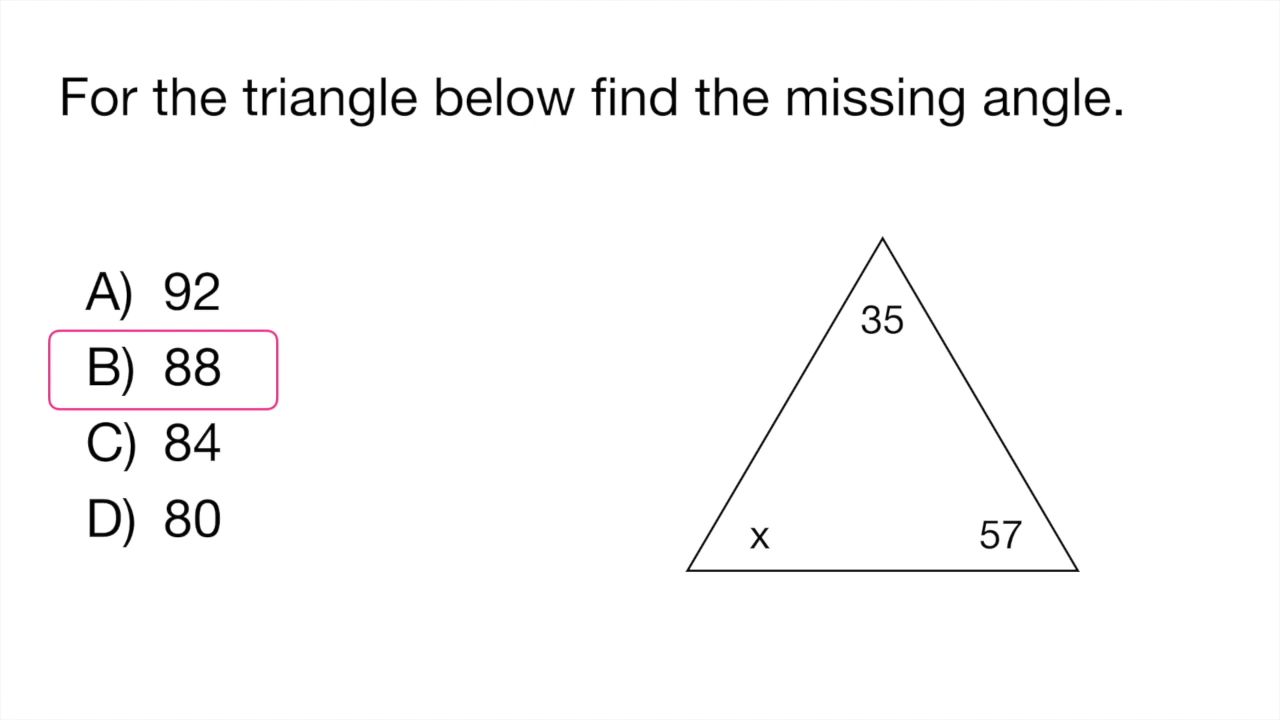 For the triangle below find the missing angle.
A) 92
B) 88
C) 84
D) 80
35
x
57